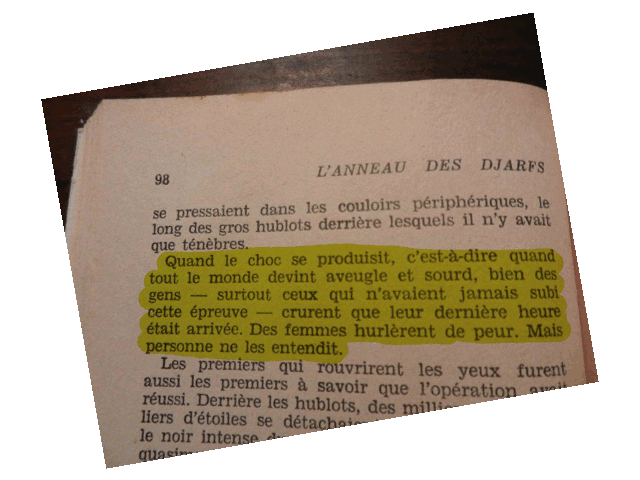 98 L'ANNEAU DES DJARFS
se pressaient dans les couloirs périphériques, le
long des gros hublots derrière lesquels il n'y avait
que ténèbres.
Quand le choc se produisit, c'est-à-dire quand
tout le monde devint aveugle et sourd, bien des
gens — surtout ceux qui n'avaient jamais subi
cette épreuve — crurent que leur dernière heure
était arrivée. Des femmes hurlèrent de peur. Mais
personne ne les entendit.
Les premiers qui rouvrirent les yeux furent
aussi les premiers à savoir que l'opération avait
réussi. Derrière les hublots, des
liers d'étoiles se
le noir intense